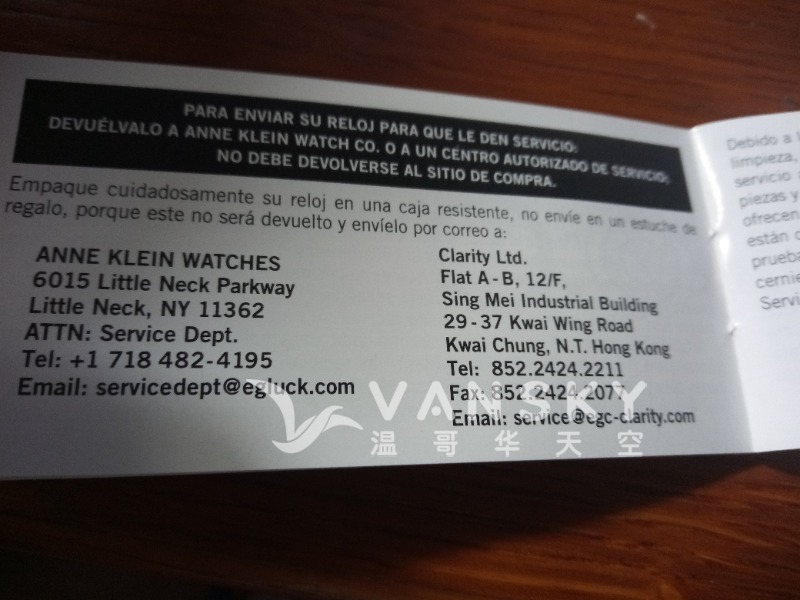 PARA ENVIAR SU RELOJ PARA QUE LE DEN SERVICIO:
DEVUÉLVALO A ANNE KLEIN WATCH CO. O A UN CENTRO AUTORIZADO DE SERVICIO;
NO DEBE DEVOLVERSE AL SITIO DE COMPRA.
Empaque cuidadosamente su reloj en una caja resistente, no envíe en un estuche de
regalo, porque este no será devuelto y envíelo por correo a:
ANNE KLEIN WATCHES
6015 Little Neck Parkway
Little Neck, NY 11362
ATTN: Service Dept.
Tel: +1 718 482-4195
Email: servicedept@egluck.com
Clarity Ltd.
Flat A-B, 12/F,
Sing Mei Industrial Building
29-37 Kwai Wing Road
Kwai Chung, N.T. Hong Kong
Tel: 852.2424.2211
Fax: 852.2424.2077
Email: service@egc-clarity.com
Debido a l
limpieza,
servicio a
piezas y
ofrecen
están c
prueba
cernie
Servi
VANSKY
温哥华天空